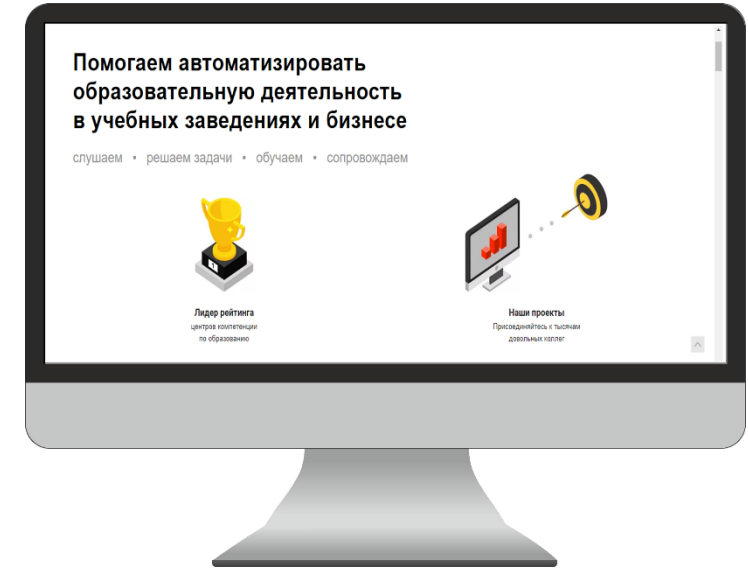 Помогаем автоматизировать
образовательную деятельность
в учебных заведениях и бизнесе
слушаем • решаем задачи • обучаем • сопровождаем
1
Лидер рейтинга
центров компетенции
по образованию
Наши проекты
Присоединяйтесь к тысячам
довольных коллег